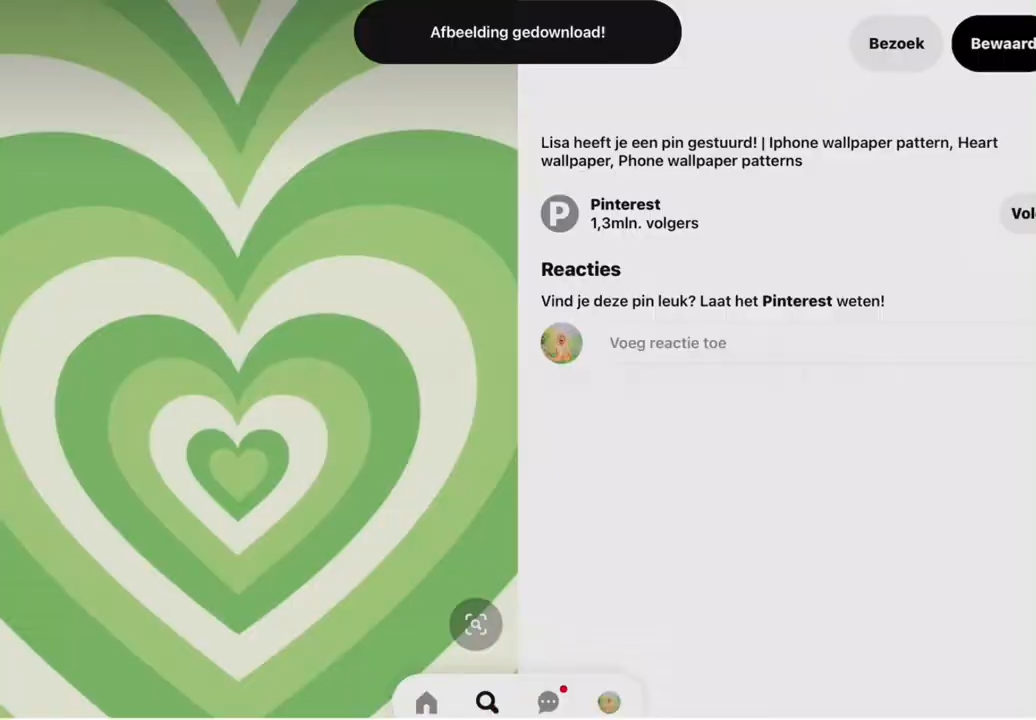 Afbeelding gedownload!
Bezoek
Bewaard
Lisa heeft je een pin gestuurd! | Iphone wallpaper pattern, Heart
wallpaper, Phone wallpaper patterns
Pinterest
1,3mln. volgers
Vol
Reacties
Vind je deze pin leuk? Laat het Pinterest weten!
Voeg reactie toe